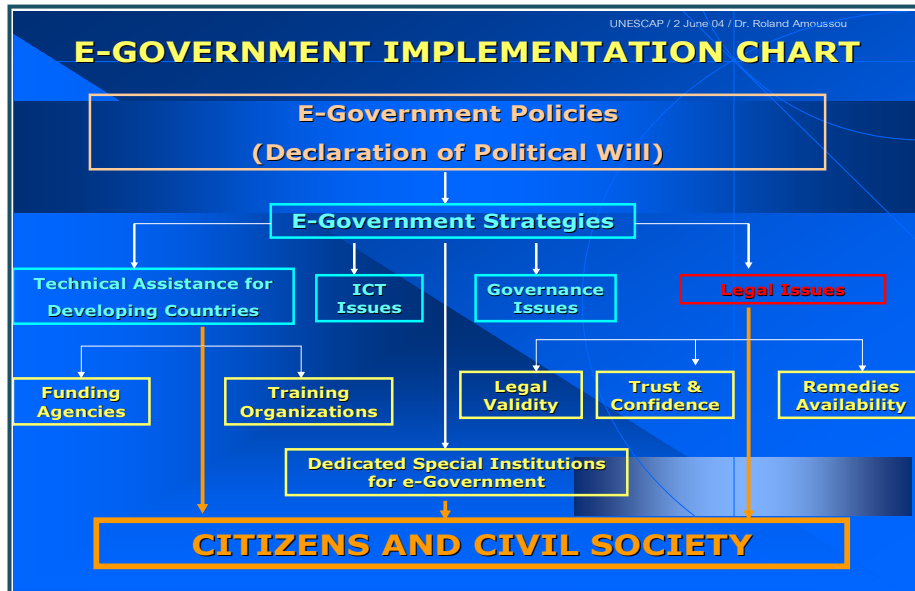 UNESCAP / 2 June 04 / Dr. Roland Amoussou
E-GOVERNMENT IMPLEMENTATION CHART
E-Government Policies
(Declaration of Political Will)
E-Government Strategies
Technical Assistance for
Developing Countries
ICT
Issues
Governance
Issues
Legal Issues
Funding
Agencies
Training
Organizations
Legal
Validity
Trust &
Confidence
Remedies
Availability
Dedicated Special Institutions
for e-Government
CITIZENS AND CIVIL SOCIETY